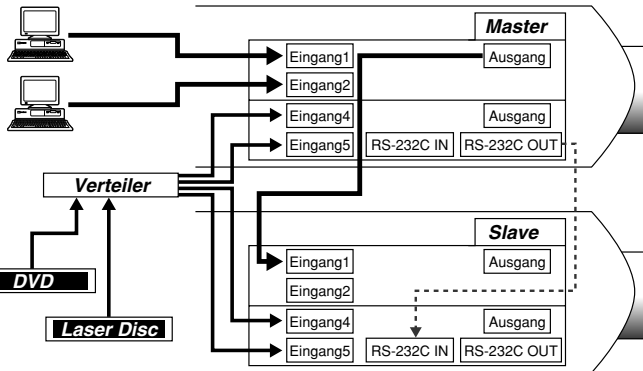 Master
Eingang1 Ausgang
Eingang2
Eingang4 Ausgang
Eingang5 RS-232C IN RS-232C OUT
Verteiler
Slave
Eingang1 Ausgang
DVD
Eingang2
Laser Disc
Eingang4 Ausgang
Eingang5 RS-232C IN RS-232C OUT